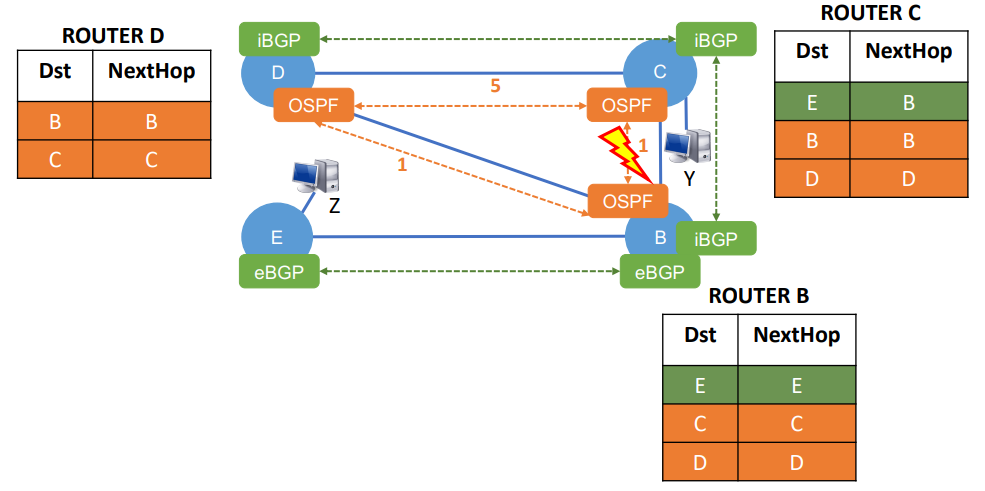 ROUTER D
Dst NextHop
B B
C C
iBGP
D
OSPF
iBGP
C
OSPF
5
1
1
Y
Z
OSPF
E
eBGP
B
iBGP
eBGP
ROUTER C
Dst NextHop
E B
B B
D D
ROUTER B
Dst NextHop
E E
C C
D D